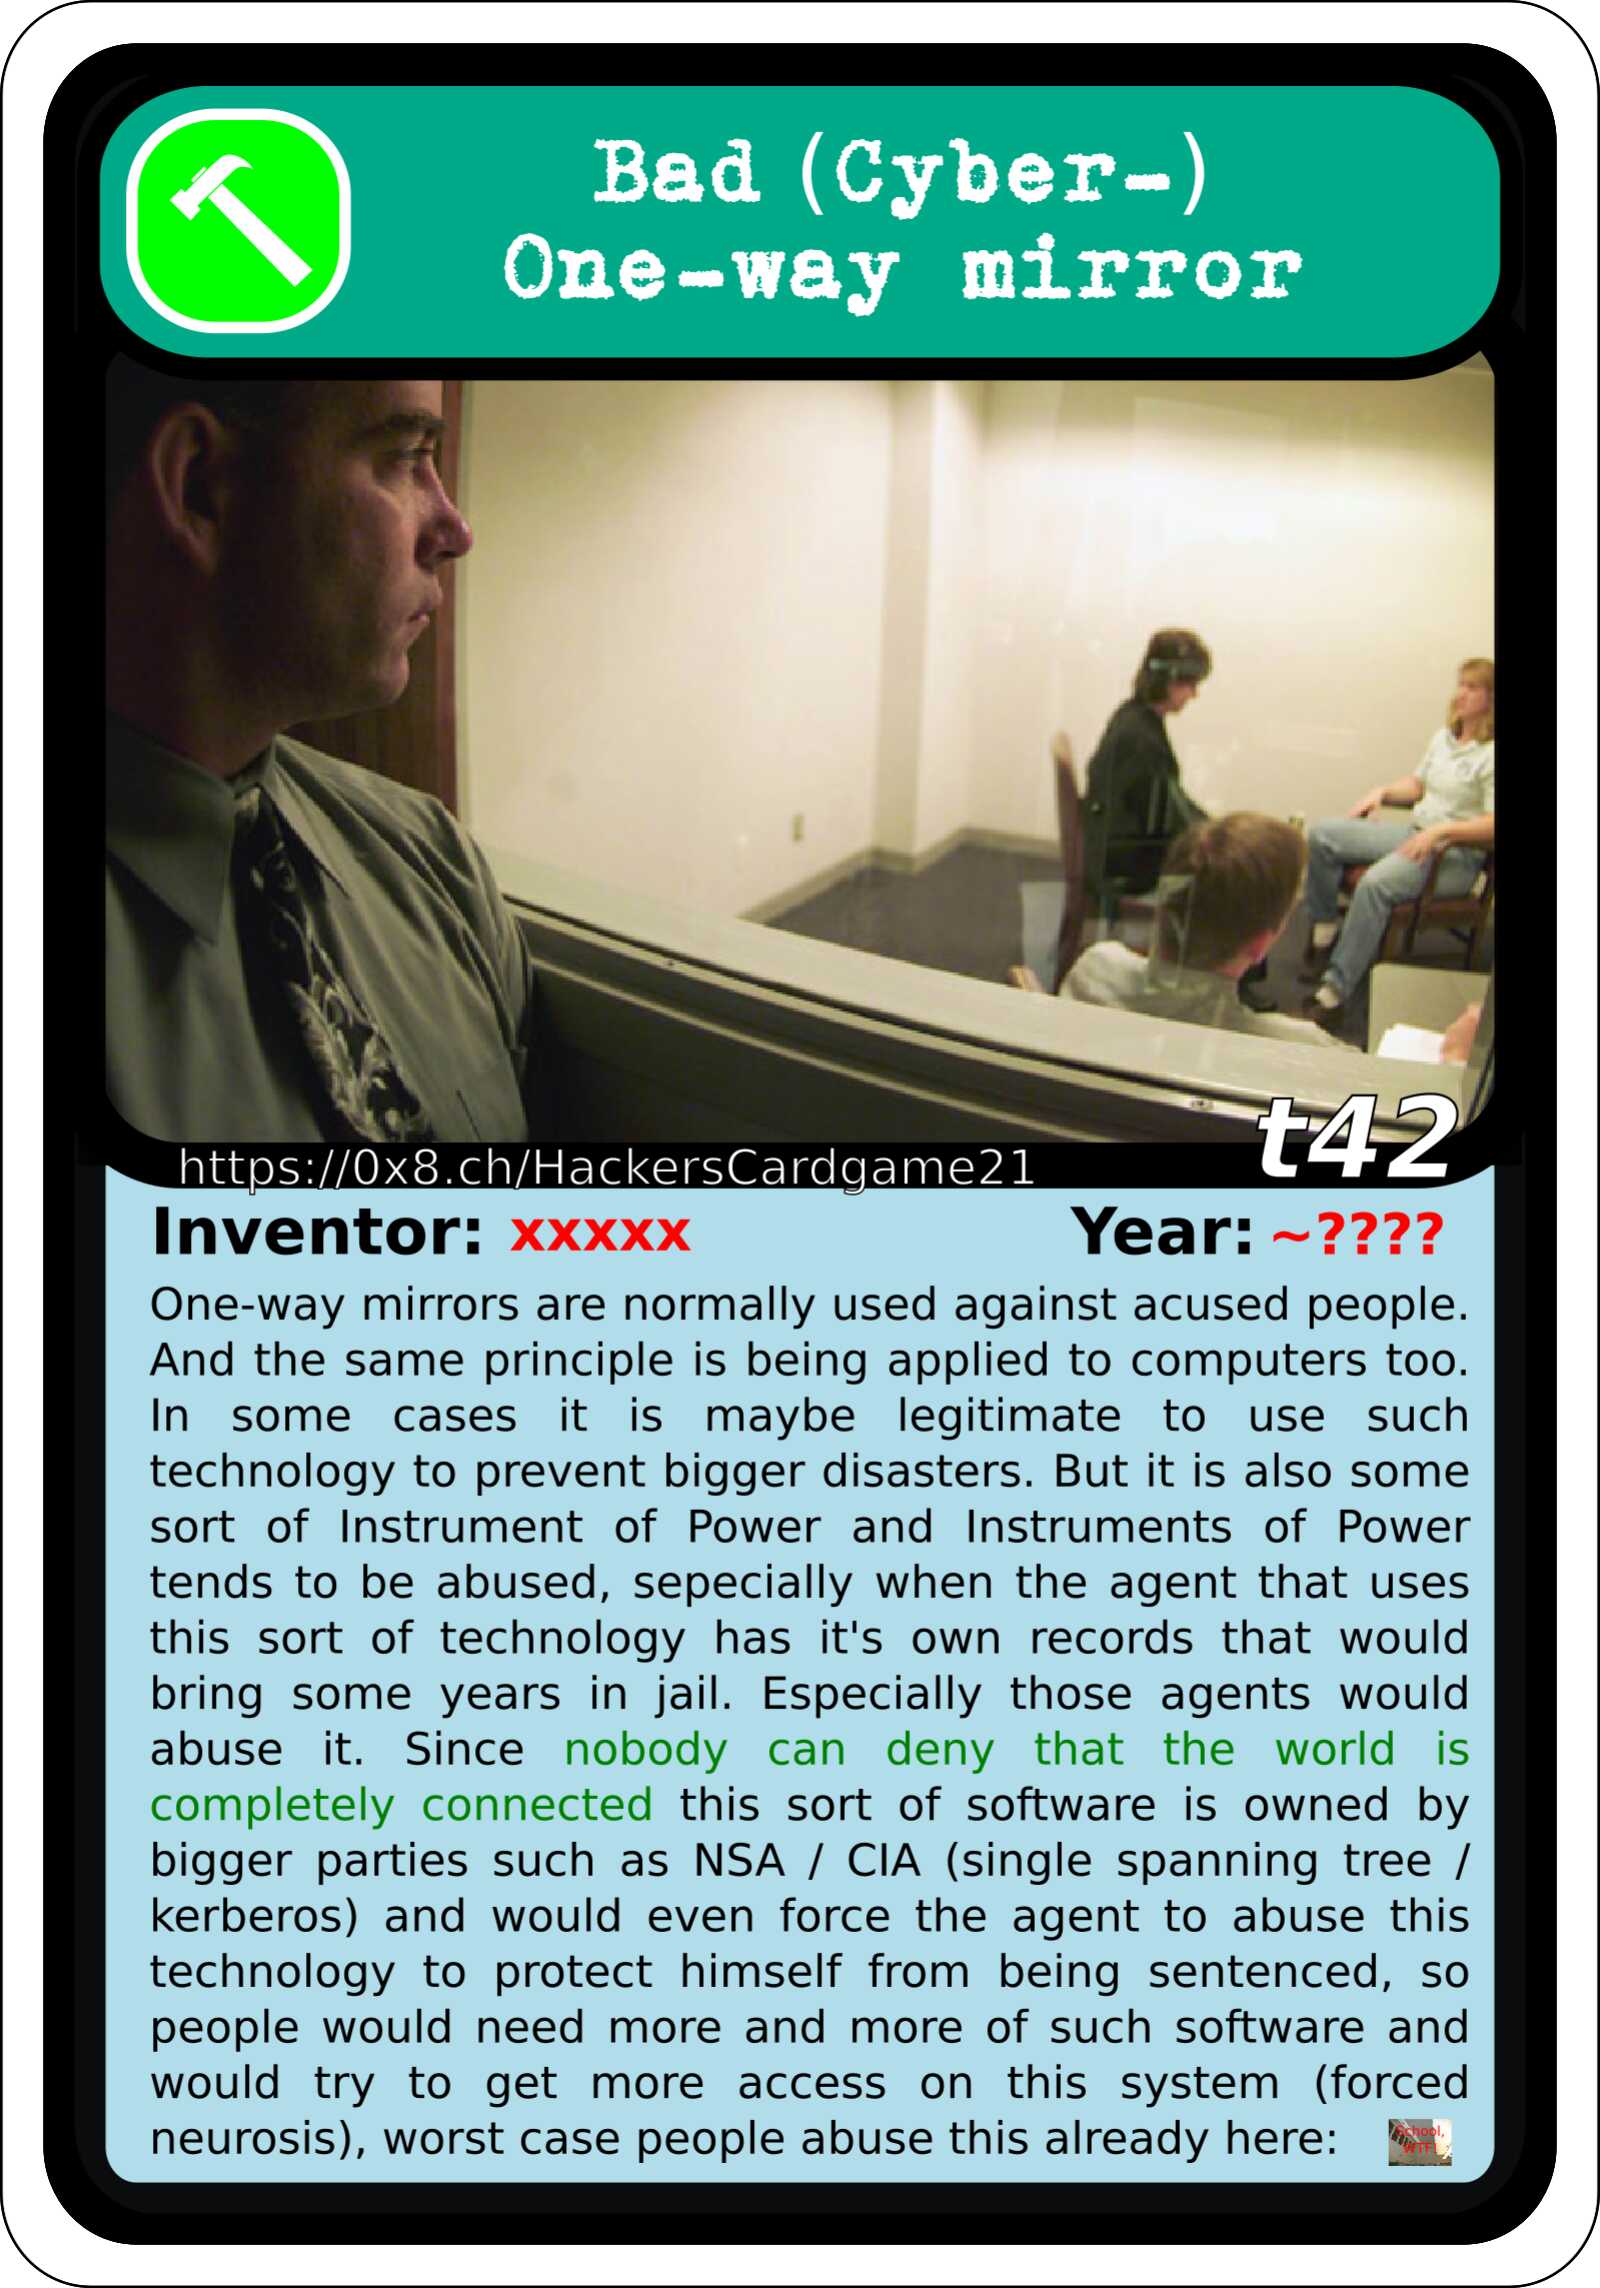 Bad (Cyber-)
One-way mirror
t42
https://0x8.ch/HackersCardgame21
Inventor: xxxxx Year: ~????
One-way mirrors are normally used against acused people.
And the same principle is being applied to computers too.
In some cases it is maybe legitimate to use such
technology to prevent bigger disasters. But it is also some
sort of Instrument of Power and Instruments of Power
tends to be abused, sepecially when the agent that uses
this sort of technology has it's own records that would
bring some years in jail. Especially those agents would
abuse it. Since nobody can deny that the world is
completely connected this sort of software is owned by
bigger parties such as NSA / CIA (single spanning tree /
kerberos) and would even force the agent to abuse this
technology to protect himself from being sentenced, so
people would need more and more of such software and
would try to get more access on this system (forced
neurosis), worst case people abuse this already here:
School,
WTF!